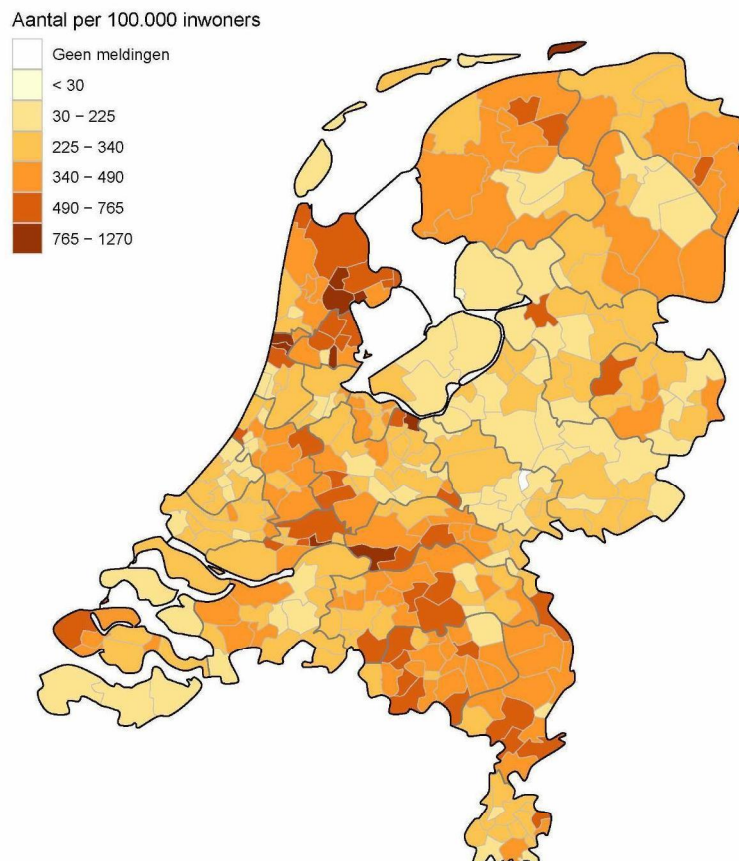 Aantal per 100.000 inwoners
Geen meldingen
< 30
30 − 225
225 − 340
340 − 490
490 − 765
765 − 1270